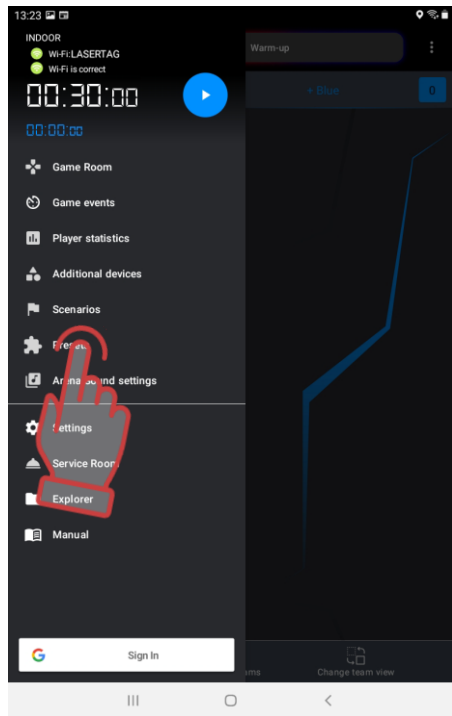 13:23
INDOOR
Wi-Fi:LASERTAG
Wi-Fi is correct
00:30:00
00:00:00
Warm-up
Blue
0
Game Room
Game events
Player statistics
Additional devices
Scenarios
Arena sound settings
Settings
Service Room
Explorer
Manual
Sign In
Change team view